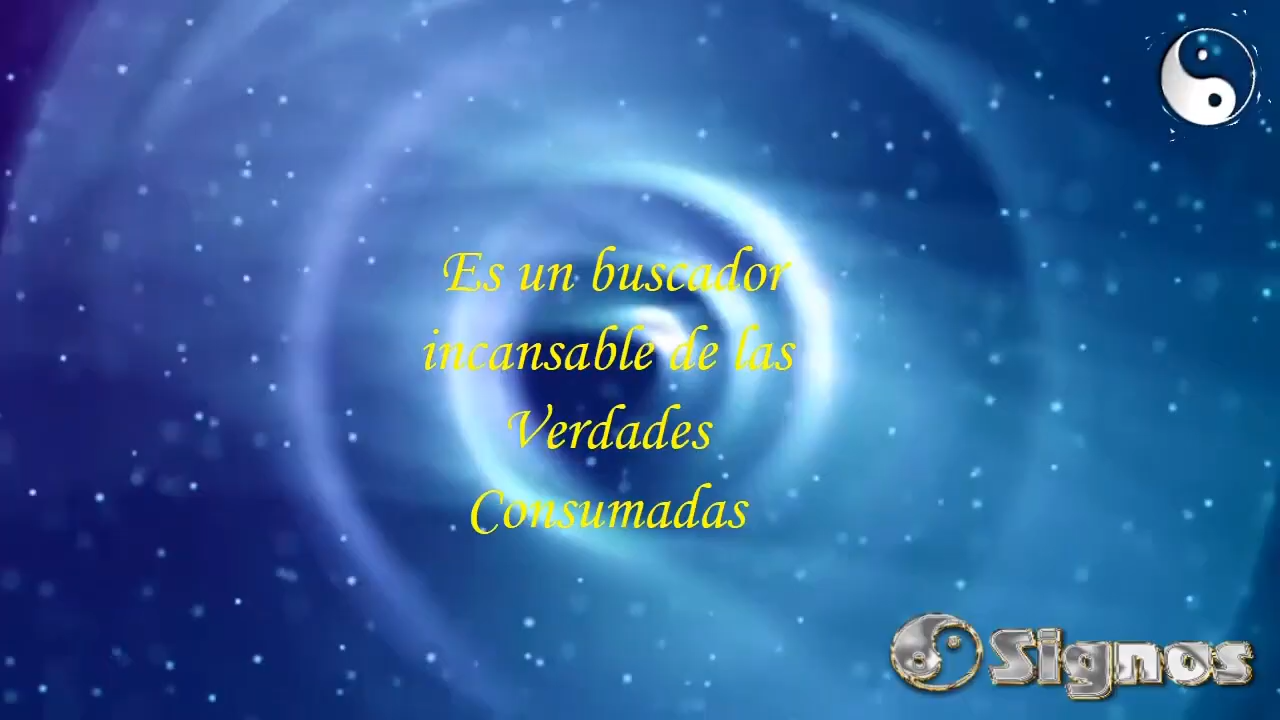 Es un buscador
incansable de las
Verdades
Consumadas
Signos